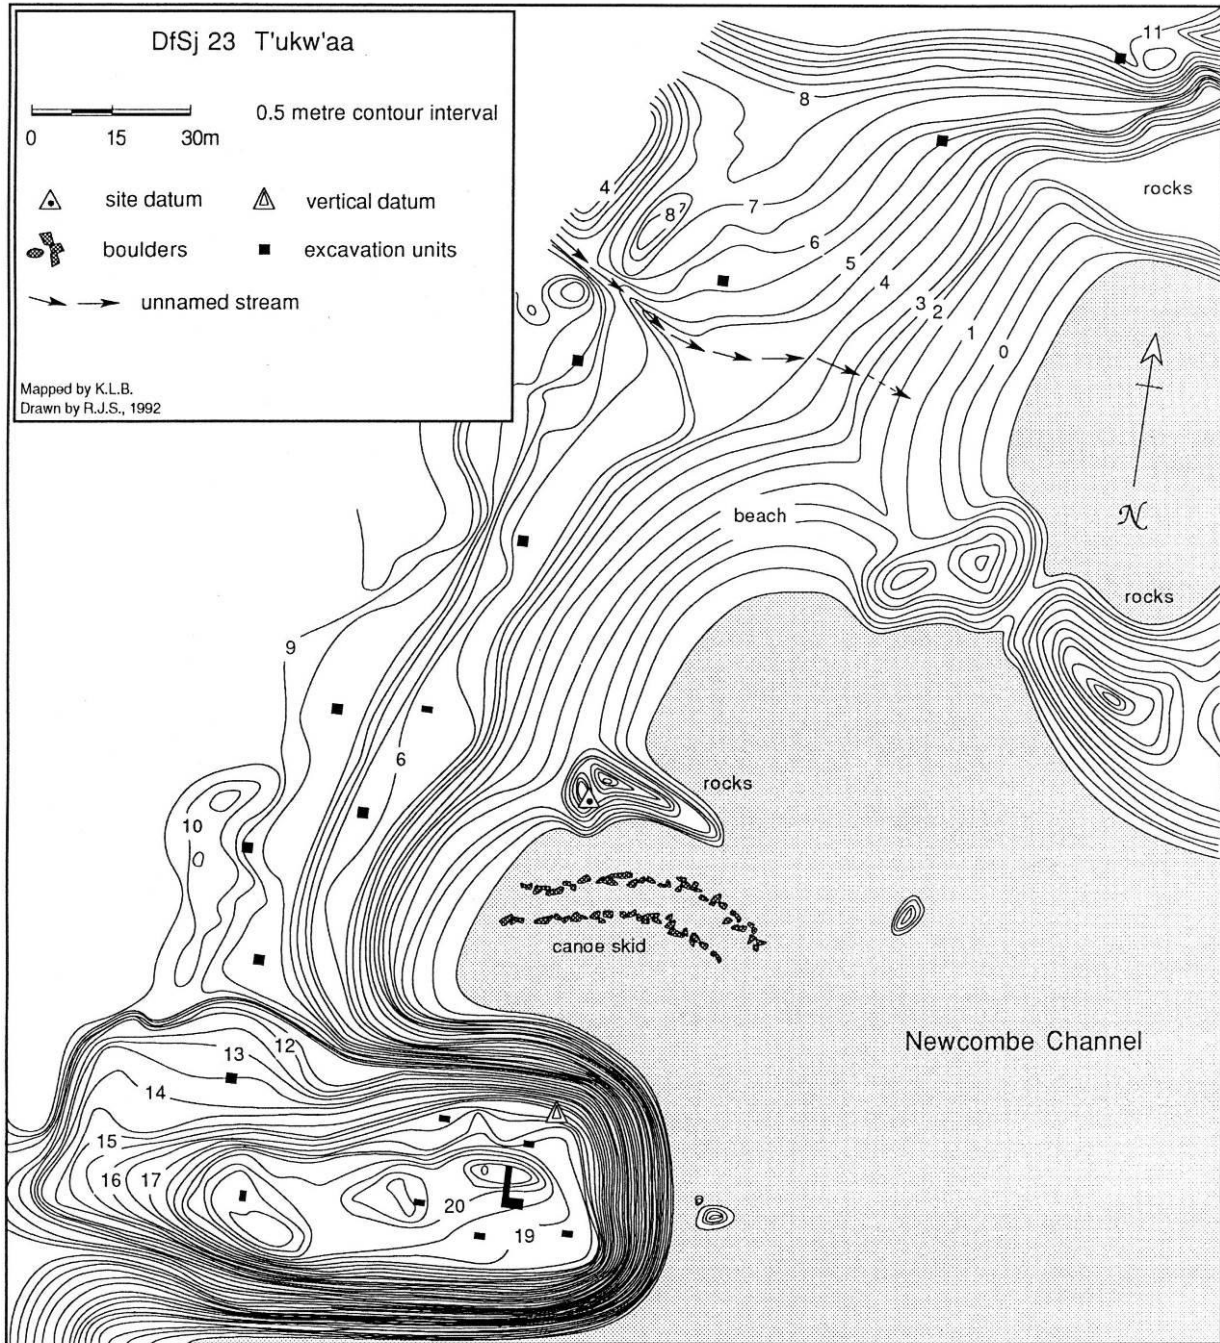 DfSj 23 T'ukw'aa
0.5 metre contour interval
0 15 30m
site datum
vertical datum
boulders
excavation units
unnamed stream
Mapped by K.L.B.
Drawn by R.J.S., 1992
11
8
4
8 7
7
6
5
4
3
2
1
0
rocks
N
beach
rocks
9
6
rocks
10
canoe skid
Newcombe Channel
12
13
14
15
16
17
20
19